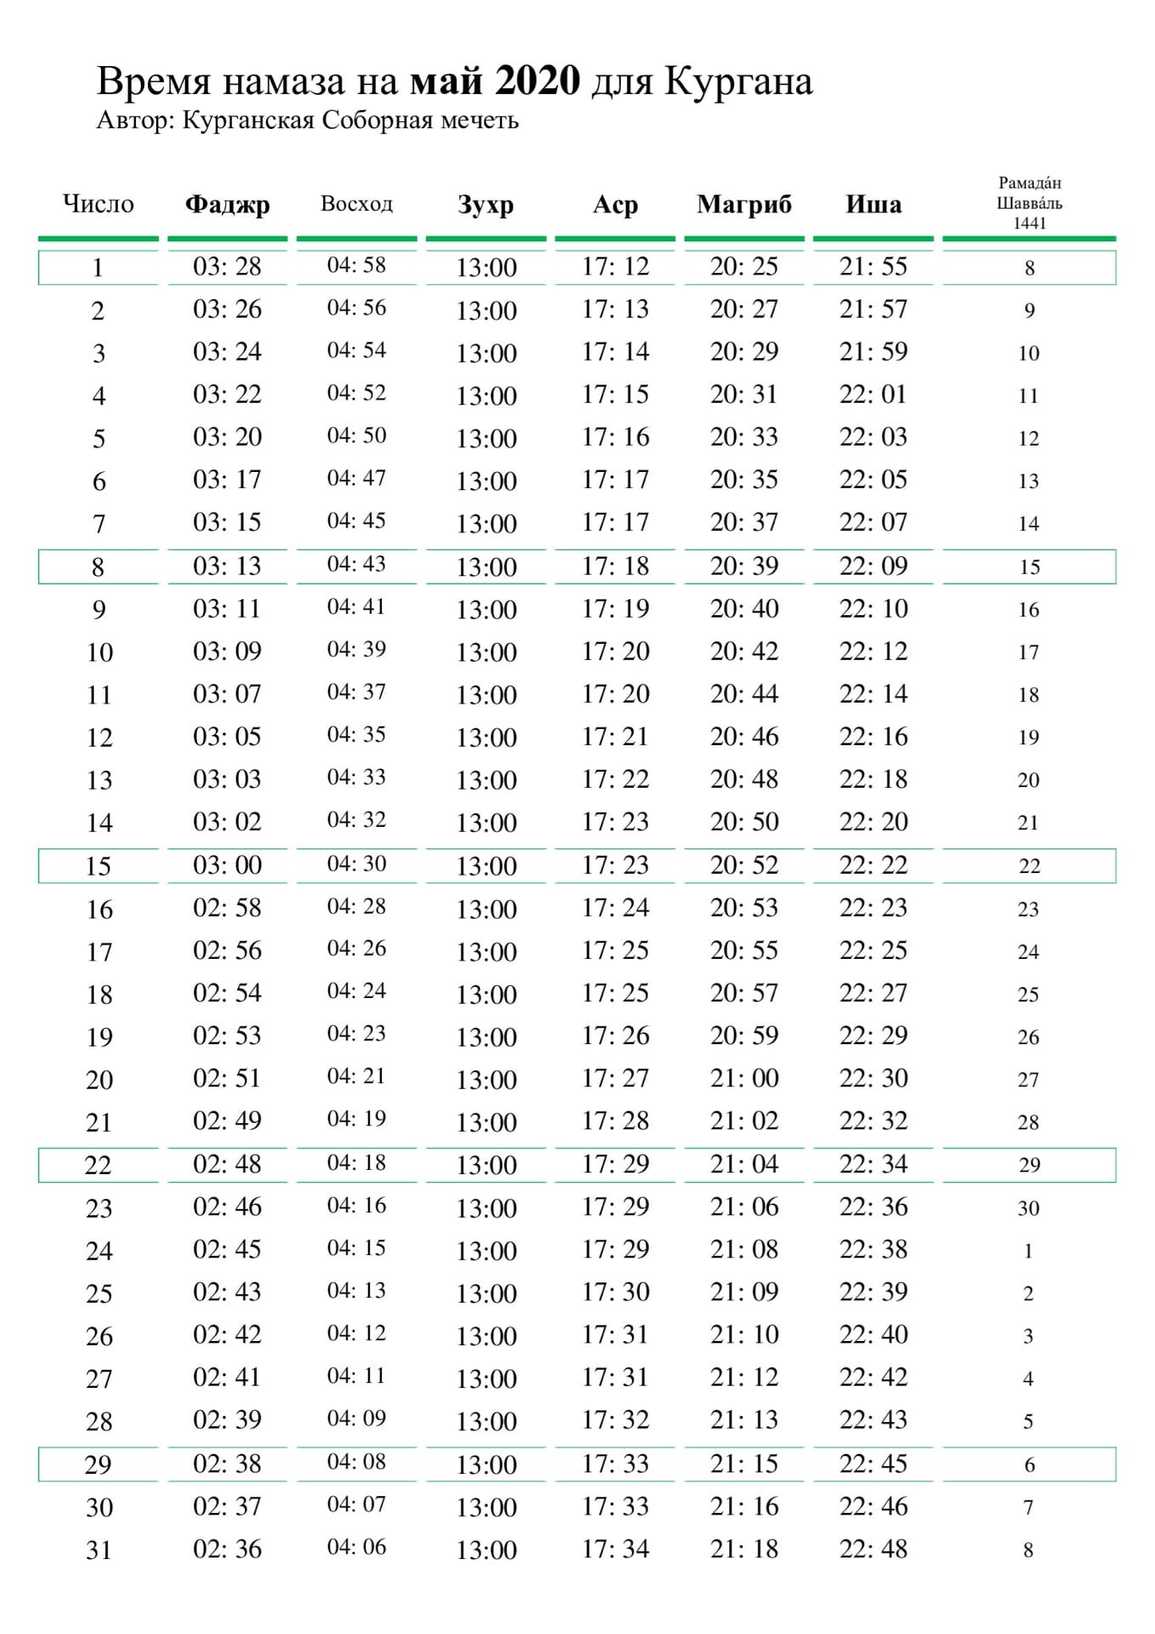 Время намаза на май 2020 для Кургана
Автор: Курганская Соборная мечеть
Число Фаджр Восход Зухр Аср Магриб Иша Рамада́н
Шавва́ль
1441
1 03: 28 04: 58 13:00 17: 12 20: 25 21: 55 8
2 03: 26 04: 56 13:00 17: 13 20: 27 21: 57 9
3 03: 24 04: 54 13:00 17: 14 20: 29 21: 59 10
4 03: 22 04: 52 13:00 17: 15 20: 31 22: 01 11
5 03: 20 04: 50 13:00 17: 16 20: 33 22: 03 12
6 03: 17 04: 47 13:00 17: 17 20: 35 22: 05 13
7 03: 15 04: 45 13:00 17: 17 20: 37 22: 07 14
8 03: 13 04: 43 13:00 17: 18 20: 39 22: 09 15
9 03: 11 04: 41 13:00 17: 19 20: 40 22: 10 16
10 03: 09 04: 39 13:00 17: 20 20: 42 22: 12 17
11 03: 07 04: 37 13:00 17: 20 20: 44 22: 14 18
12 03: 05 04: 35 13:00 17: 21 20: 46 22: 16 19
13 03: 03 04: 33 13:00 17: 22 20: 48 22: 18 20
14 03: 02 04: 32 13:00 17: 23 20: 50 22: 20 21
15 03: 00 04: 30 13:00 17: 23 20: 52 22: 22 22
16 02: 58 04: 28 13:00 17: 24 20: 53 22: 23 23
17 02: 56 04: 26 13:00 17: 25 20: 55 22: 25 24
18 02: 54 04: 24 13:00 17: 25 20: 57 22: 27 25
19 02: 53 04: 23 13:00 17: 26 20: 59 22: 29 26
20 02: 51 04: 21 13:00 17: 27 21: 00 22: 30 27
21 02: 49 04: 19 13:00 17: 28 21: 02 22: 32 28
22 02: 48 04: 18 13:00 17: 29 21: 04 22: 34 29
23 02: 46 04: 16 13:00 17: 29 21: 06 22: 36 30
24 02: 45 04: 15 13:00 17: 29 21: 08 22: 38 1
25 02: 43 04: 13 13:00 17: 30 21: 09 22: 39 2
26 02: 42 04: 12 13:00 17: 31 21: 10 22: 40 3
27 02: 41 04: 11 13:00 17: 31 21: 12 22: 42 4
28 02: 39 04: 09 13:00 17: 32 21: 13 22: 43 5
29 02: 38 04: 08 13:00 17: 33 21: 15 22: 45 6
30 02: 37 04: 07 13:00 17: 33 21: 16 22: 46 7
31 02: 36 04: 06 13:00 17: 34 21: 18 22: 48 8